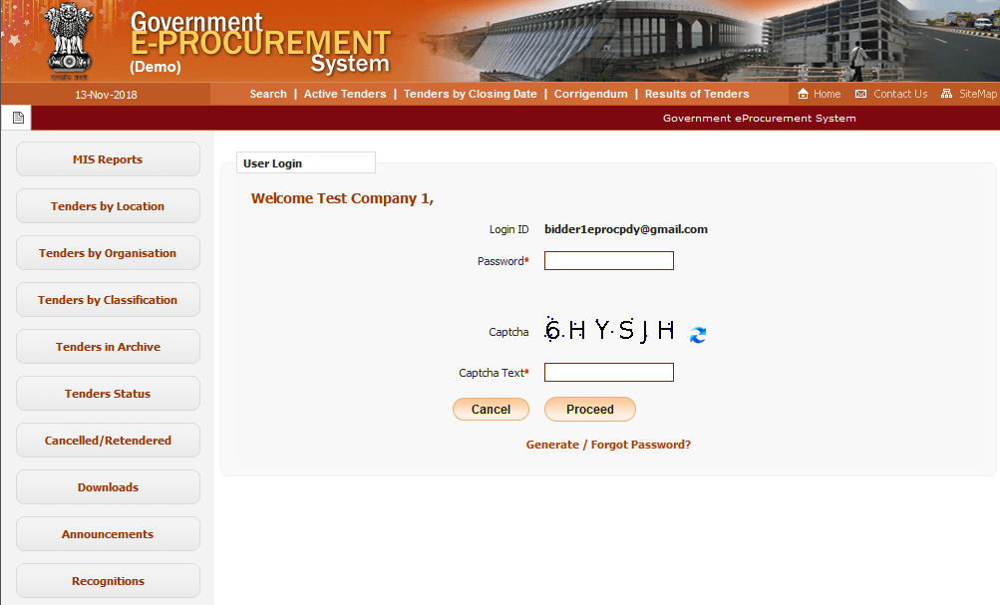 Government
E-PROCUREMENT
System
(Demo)
13-Nov-2018
Search | Active Tenders | Tenders by Closing Date | Corrigendum | Results of Tenders
Home Contact Us SiteMap
Government eProcurement System
MIS Reports
Tenders by Location
Tenders by Organisation
Tenders by Classification
Tenders in Archive
Tenders Status
Cancelled/Retendered
Downloads
Announcements
Recognitions
User Login
Welcome Test Company 1,
Login ID bidder1eprocpdy@gmail.com
Password*
Captcha 6HYSJH
Captcha Text*
Cancel Proceed
Generate / Forgot Password?